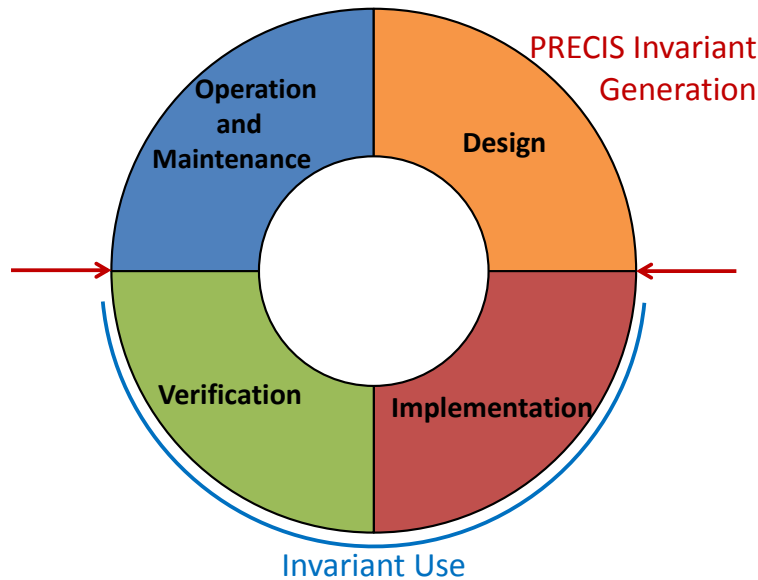 PRECIS Invariant
Generation
Operation
and
Maintenance
Design
Verification
Implementation
Invariant Use